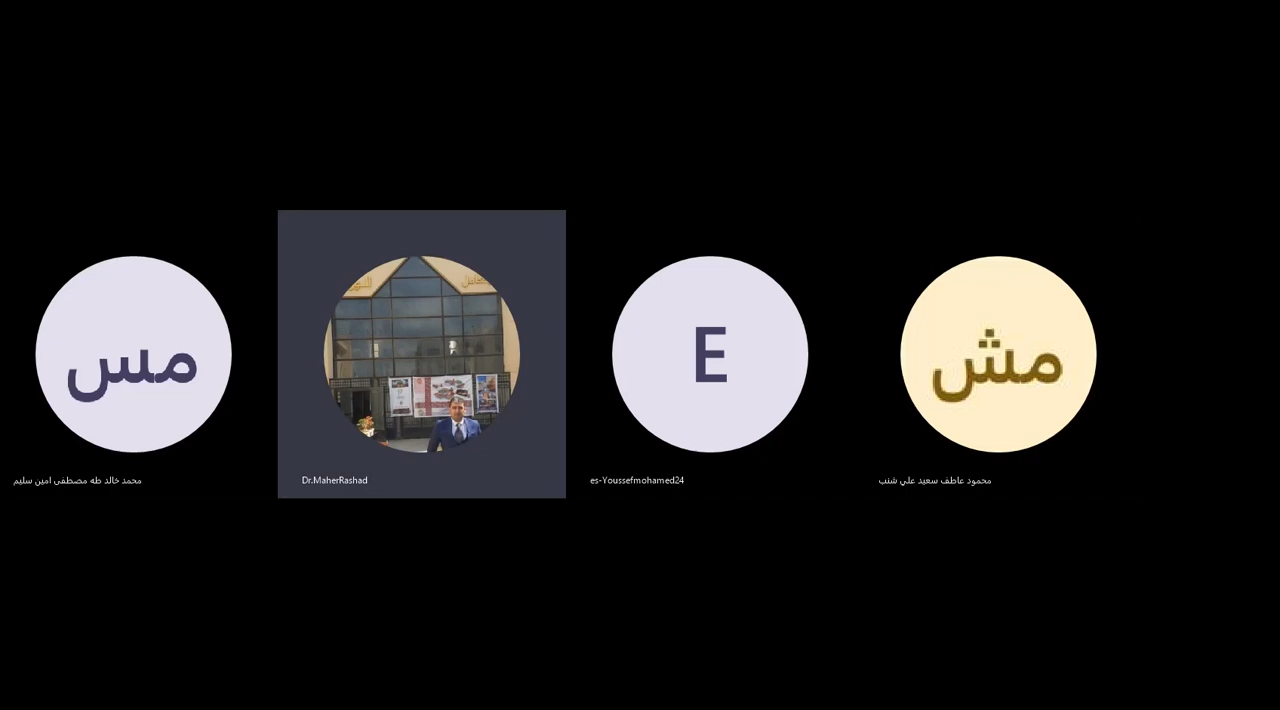 مس
E
مش
محمد خالد طه مصطفى امين سليم
Dr.MaherRashad
es-Youssefmohamed24
محمود عاطف سعيد علي شنب